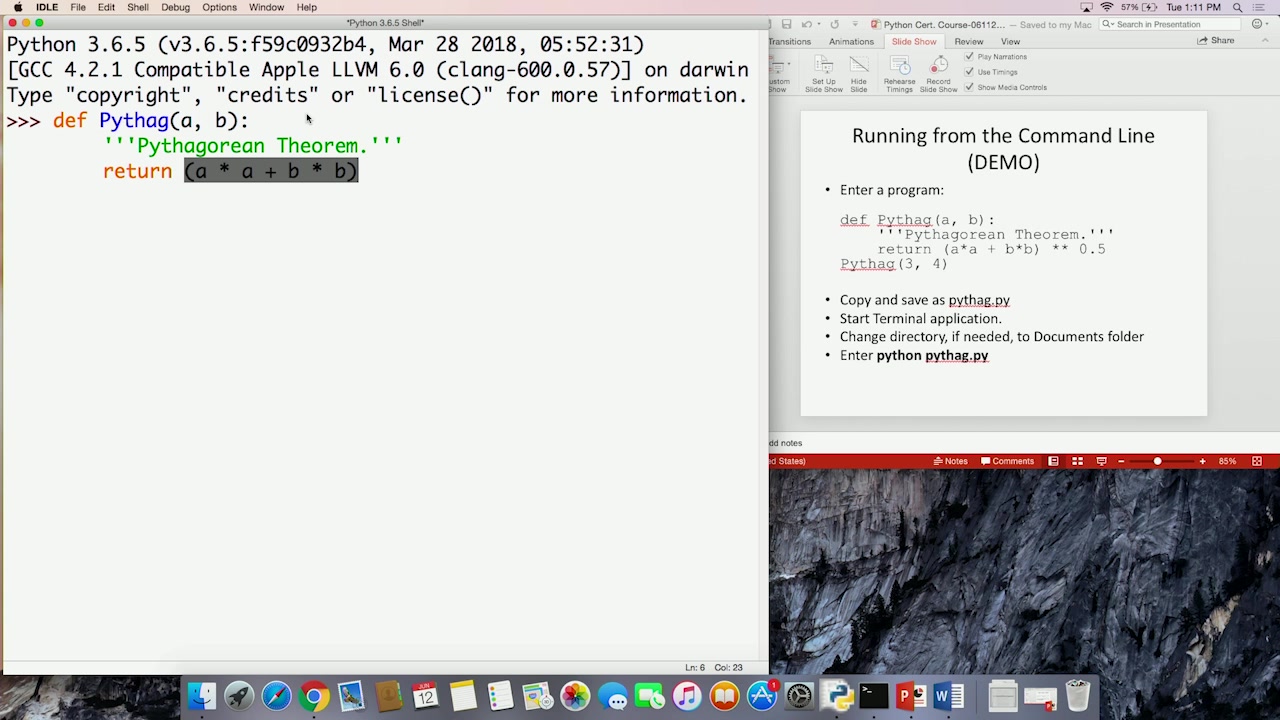 IDLE File Edit Shell Debug Options Window Help
57% Tue 1:11 PM
*Python 3.6.5 Shell*
Python 3.6.5 (v3.6.5:f59c0932b4, Mar 28 2018, 05:52:31)
[GCC 4.2.1 Compatible Apple LLVM 6.0 (clang-600.0.57)] on darwin
Type "copyright", "credits" or "license()" for more information.
>>> def Pythag(a, b):
'''Pythagorean Theorem.'''
return (a * a + b * b)
Ln: 6 Col: 23
Python Cert. Course-06112... — Saved to my Mac
Search in Presentation
Transitions Animations Slide Show Review View
Share
ustom
Show
Set Up
Slide Show
Hide
Slide
Rehearse
Timings
Record
Slide Show
Play Narrations
Use Timings
Show Media Controls
Running from the Command Line
(DEMO)
• Enter a program:
def Pythag(a, b):
'''Pythagorean Theorem.'''
return (a*a + b*b) ** 0.5
Pythag(3, 4)
• Copy and save as pythag.py
• Start Terminal application.
• Change directory, if needed, to Documents folder
• Enter python pythag.py
dd notes
ed States)
Notes Comments 85%
JUN
12
1